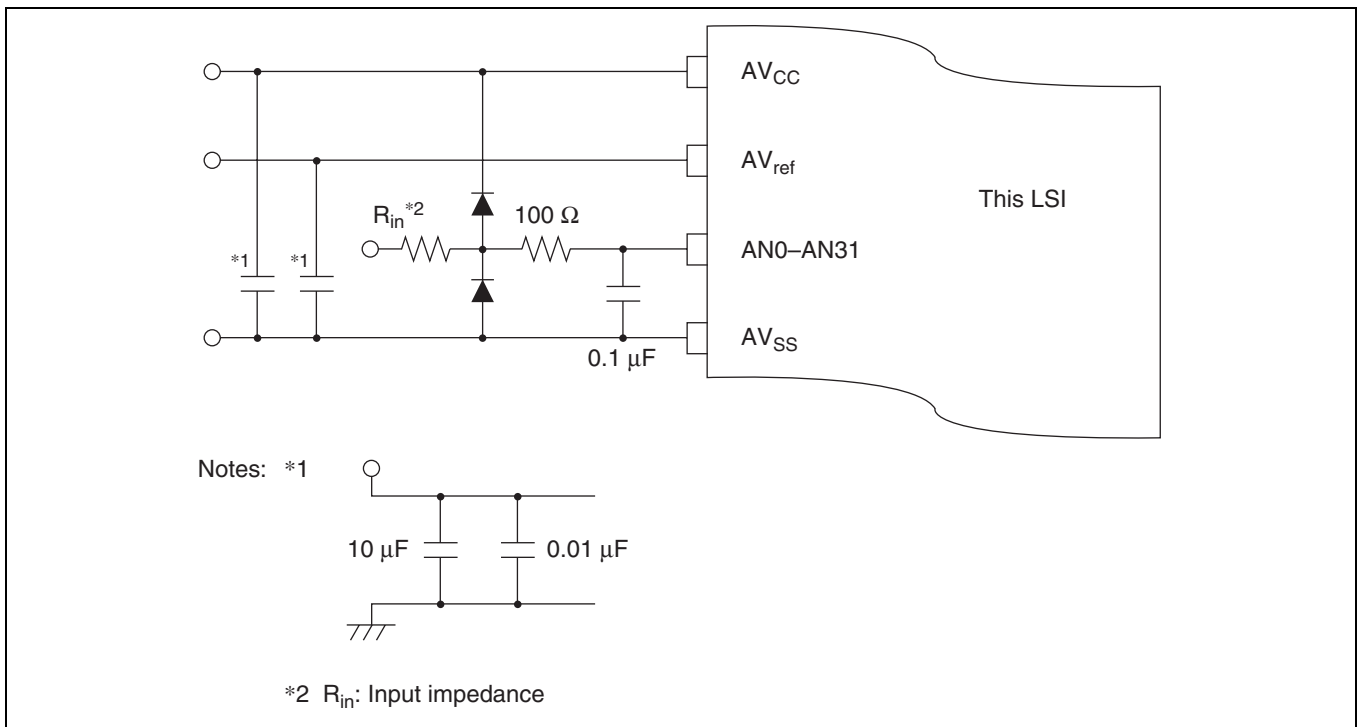 AVCC
AVref
This LSI
Rin*2
100 Ω
AN0–AN31
*1
*1
AVSS
0.1 μF
Notes: *1
10 μF
0.01 μF
*2 Rin: Input impedance